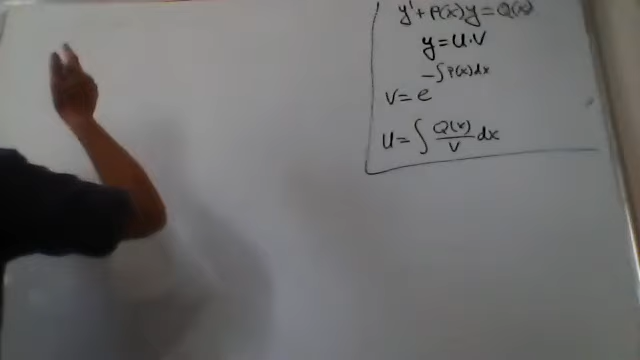 y' + P(x)y = Q(x)
y = u·v
v = e^{-∫P(x)dx}
u = ∫ Q(x)/v dx